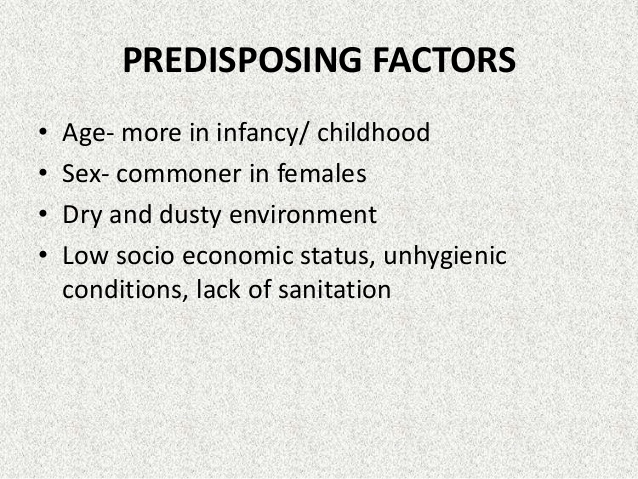 PREDISPOSING FACTORS
• Age- more in infancy/ childhood
• Sex- commoner in females
• Dry and dusty environment
• Low socio economic status, unhygienic
conditions, lack of sanitation